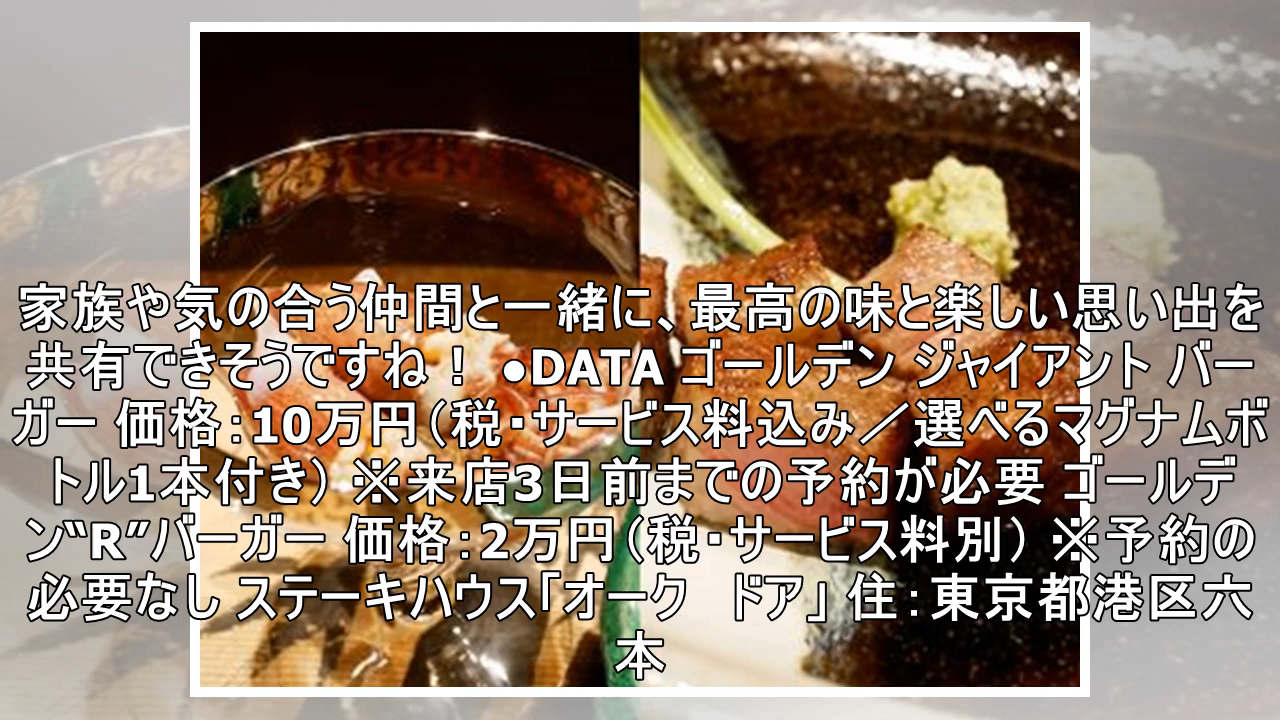 家族や気の合う仲間と一緒に、最高の味と楽しい思い出を
共有できそうですね！ ●DATA ゴールデン ジャイアント バー
ガー 価格：10万円（税・サービス料込み／選べるマグナムボ
トル1本付き） ※来店3日前までの予約が必要 ゴールデ
ン“R”バーガー 価格：2万円（税・サービス料別） ※予約の
必要なし ステーキハウス「オーク　ドア」 住：東京都港区六
本